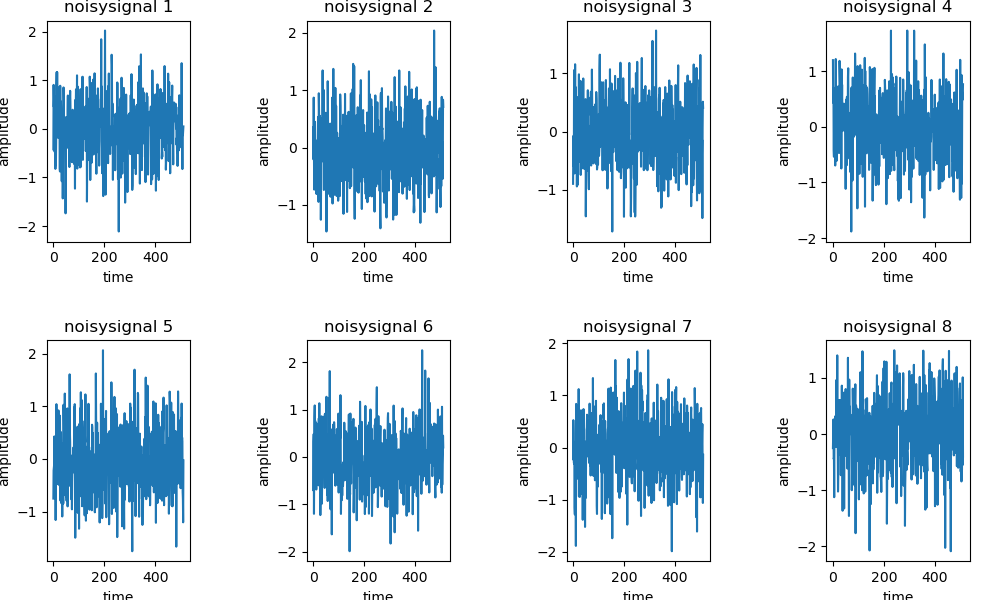 noisysignal 1 noisysignal 2 noisysignal 3 noisysignal 4
2 1 0 −1 −2
amplitude
0 200 400
time
2 1 0 −1
amplitude
0 200 400
time
1 0 −1
amplitude
0 200 400
time
1 0 −1 −2
amplitude
0 200 400
time
noisysignal 5 noisysignal 6 noisysignal 7 noisysignal 8
2 1 0 −1
amplitude
0 200 400
time
2 1 0 −1 −2
amplitude
0 200 400
time
2 1 0 −1 −2
amplitude
0 200 400
time
1 0 −1 −2
amplitude
0 200 400
time